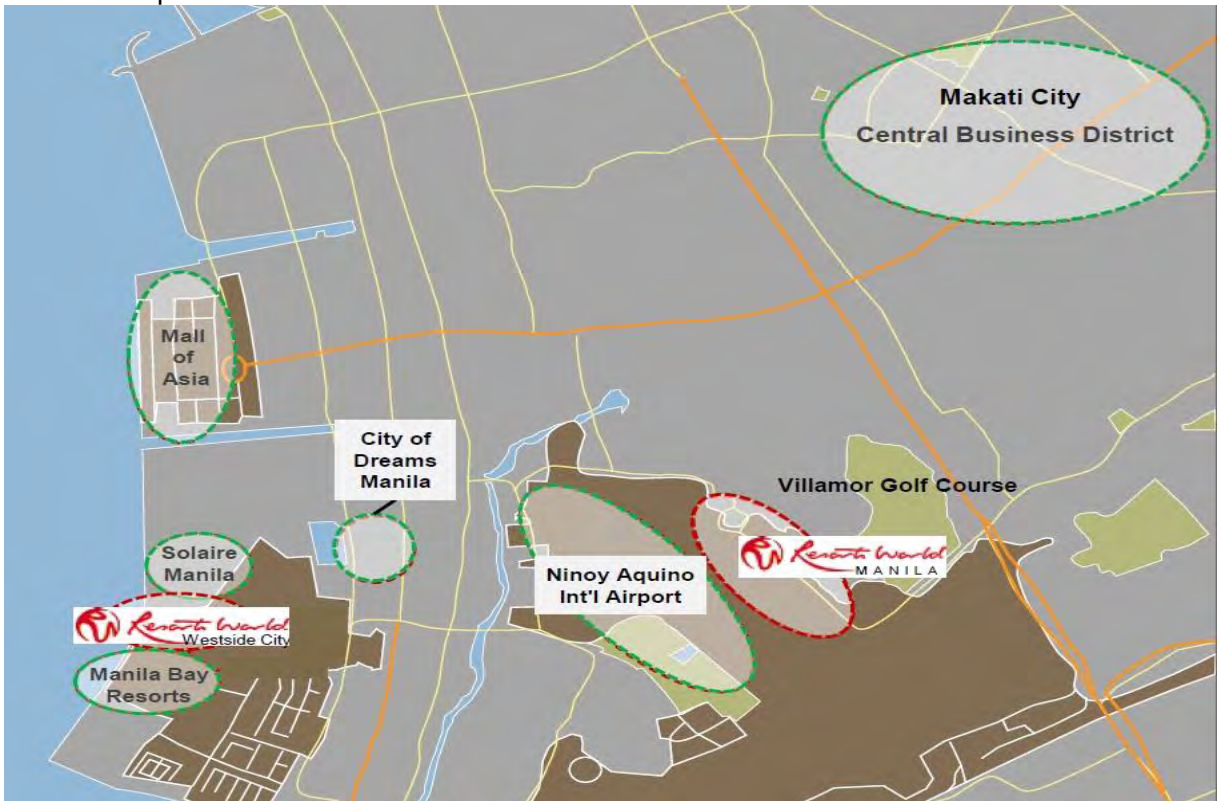 Makati City
Central Business District
Mall
of
Asia
City of
Dreams
Manila
Villamor Golf Course
Solaire
Manila
Resorts World
MANILA
Ninoy Aquino
Int'l Airport
Resorts World
Westside City
Manila Bay
Resorts